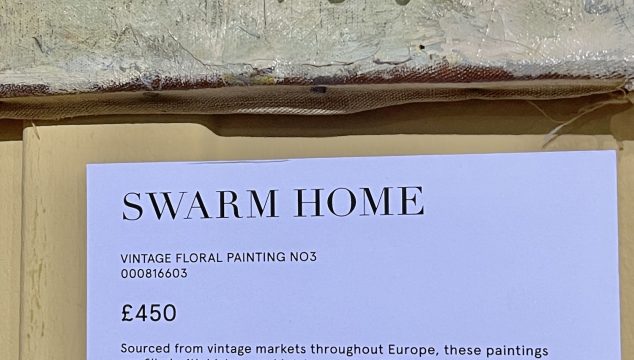 SWARM HOME
VINTAGE FLORAL PAINTING NO3
000816603
£450
Sourced from vintage markets throughout Europe, these paintings